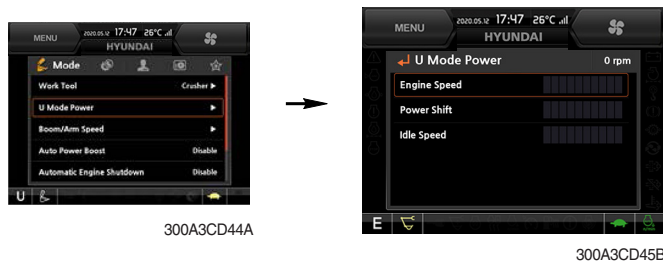 MENU
2020.05.12 17:47 26°C
HYUNDAI
Mode
Work Tool Crusher ▶
U Mode Power ▶
Boom/Arm Speed ▶
Auto Power Boost Disable
Automatic Engine Shutdown Disable
U
300A3CD44A
MENU
2020.05.12 17:47 26°C
HYUNDAI
U Mode Power 0 rpm
Engine Speed
Power Shift
Idle Speed
E
300A3CD45B